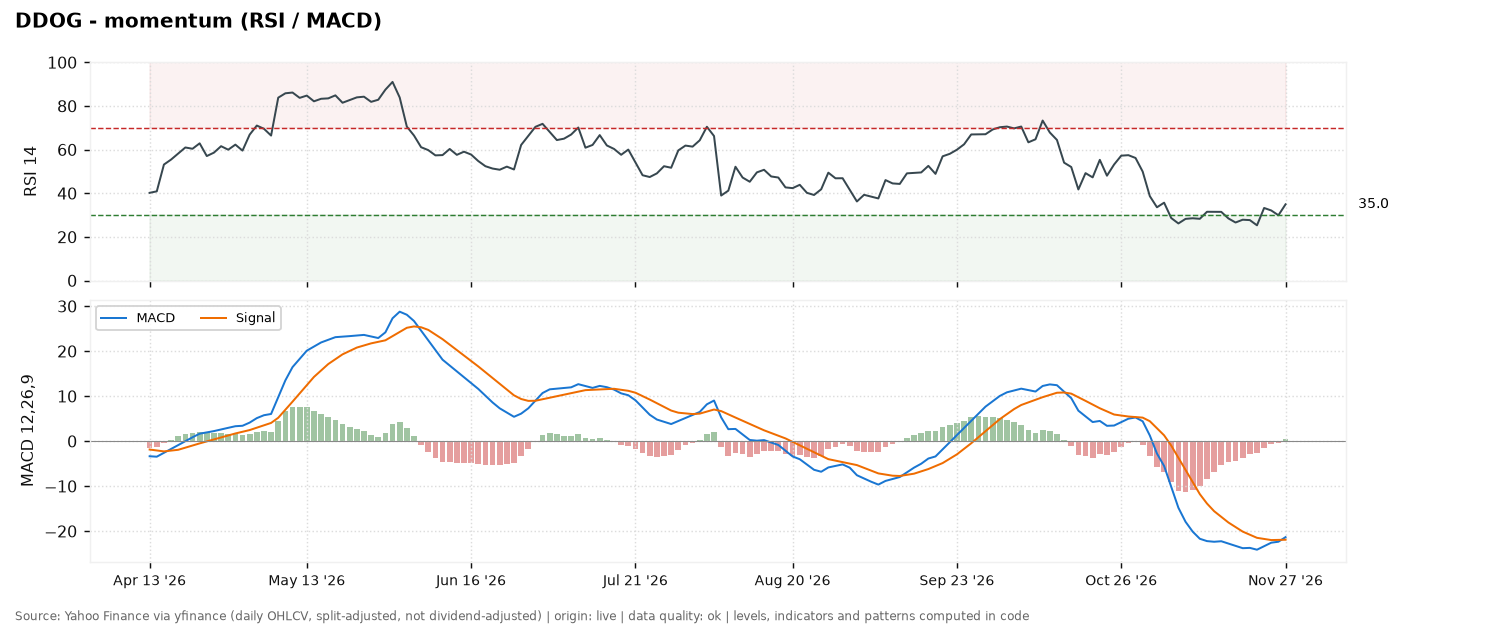 DDOG - momentum (RSI / MACD)
100
80
60
40
20
0
RSI 14
35.0
30
20
10
0
−10
−20
MACD 12,26,9
MACD
Signal
Apr 13 '26
May 13 '26
Jun 16 '26
Jul 21 '26
Aug 20 '26
Sep 23 '26
Oct 26 '26
Nov 27 '26
Source: Yahoo Finance via yfinance (daily OHLCV, split-adjusted, not dividend-adjusted) | origin: live | data quality: ok | levels, indicators and patterns computed in code